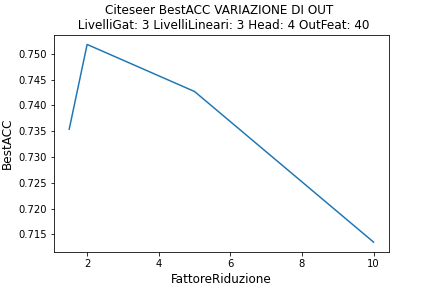 Citeseer BestACC VARIAZIONE DI OUT
LivelliGat: 3 LivelliLineari: 3 Head: 4 OutFeat: 40
BestACC
0.750
0.745
0.740
0.735
0.730
0.725
0.720
0.715
2 4 6 8 10
FattoreRiduzione